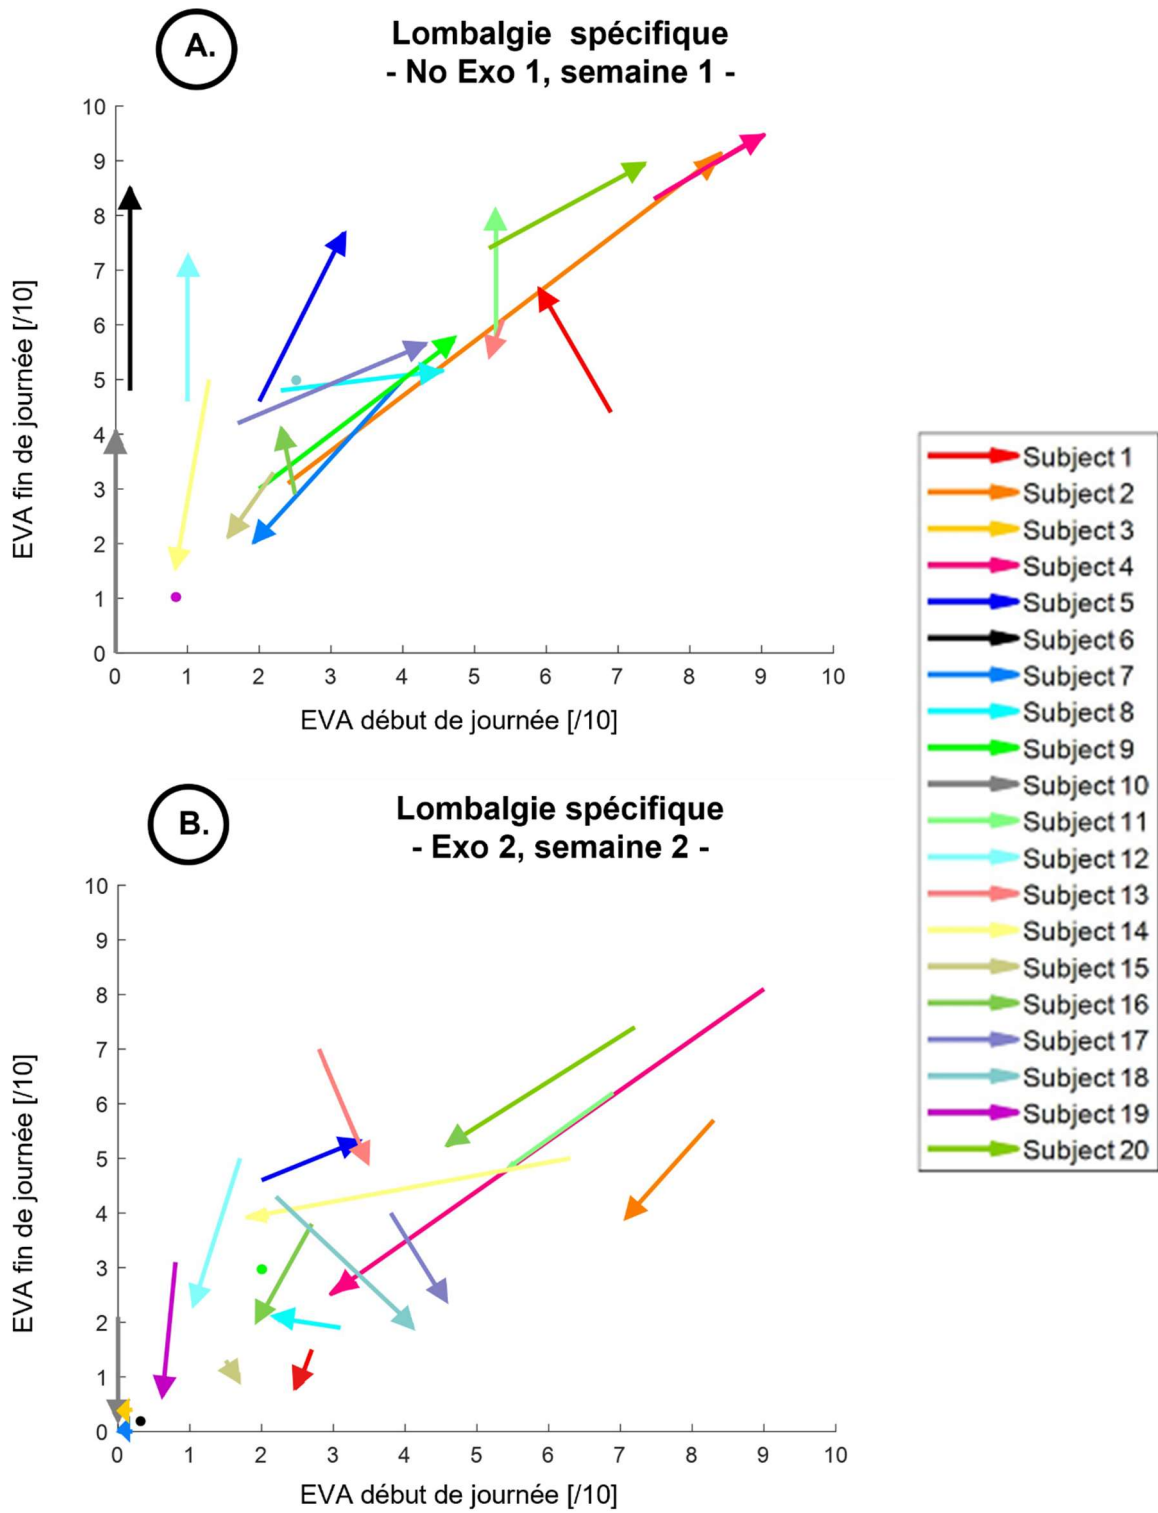 A.
Lombalgie spécifique
- No Exo 1, semaine 1 -
10
9
8
7
6
5
4
3
2
1
0
EVA fin de journée [/10]
0 1 2 3 4 5 6 7 8 9 10
EVA début de journée [/10]
Subject 1
Subject 2
Subject 3
Subject 4
Subject 5
Subject 6
Subject 7
Subject 8
Subject 9
Subject 10
Subject 11
Subject 12
Subject 13
Subject 14
Subject 15
Subject 16
Subject 17
Subject 18
Subject 19
Subject 20
B.
Lombalgie spécifique
- Exo 2, semaine 2 -
10
9
8
7
6
5
4
3
2
1
0
EVA fin de journée [/10]
0 1 2 3 4 5 6 7 8 9 10
EVA début de journée [/10]